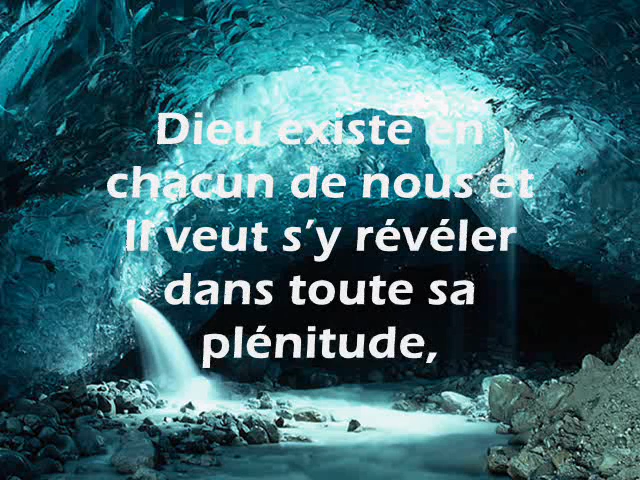 Dieu existe en
chacun de nous et
Il veut s’y révéler
dans toute sa
plénitude,